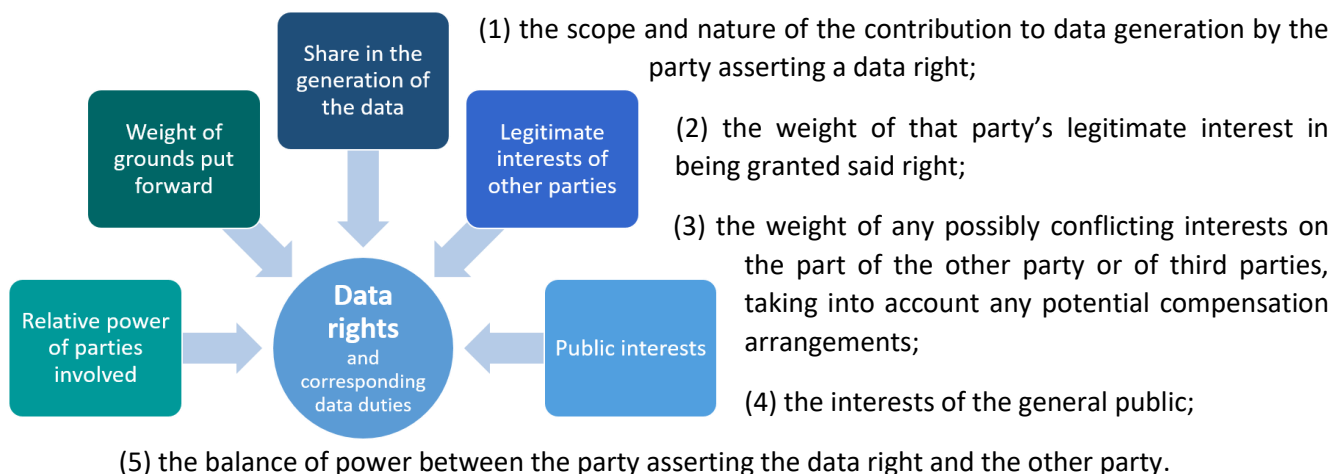 Share in the
generation of
the data
Weight of
grounds put
forward
Legitimate
interests of
other parties
Relative power
of parties
involved
Data
rights
and
corresponding
data duties
Public interests
(1) the scope and nature of the contribution to data generation by the
party asserting a data right;
(2) the weight of that party’s legitimate interest in
being granted said right;
(3) the weight of any possibly conflicting interests on
the part of the other party or of third parties,
taking into account any potential compensation
arrangements;
(4) the interests of the general public;
(5) the balance of power between the party asserting the data right and the other party.